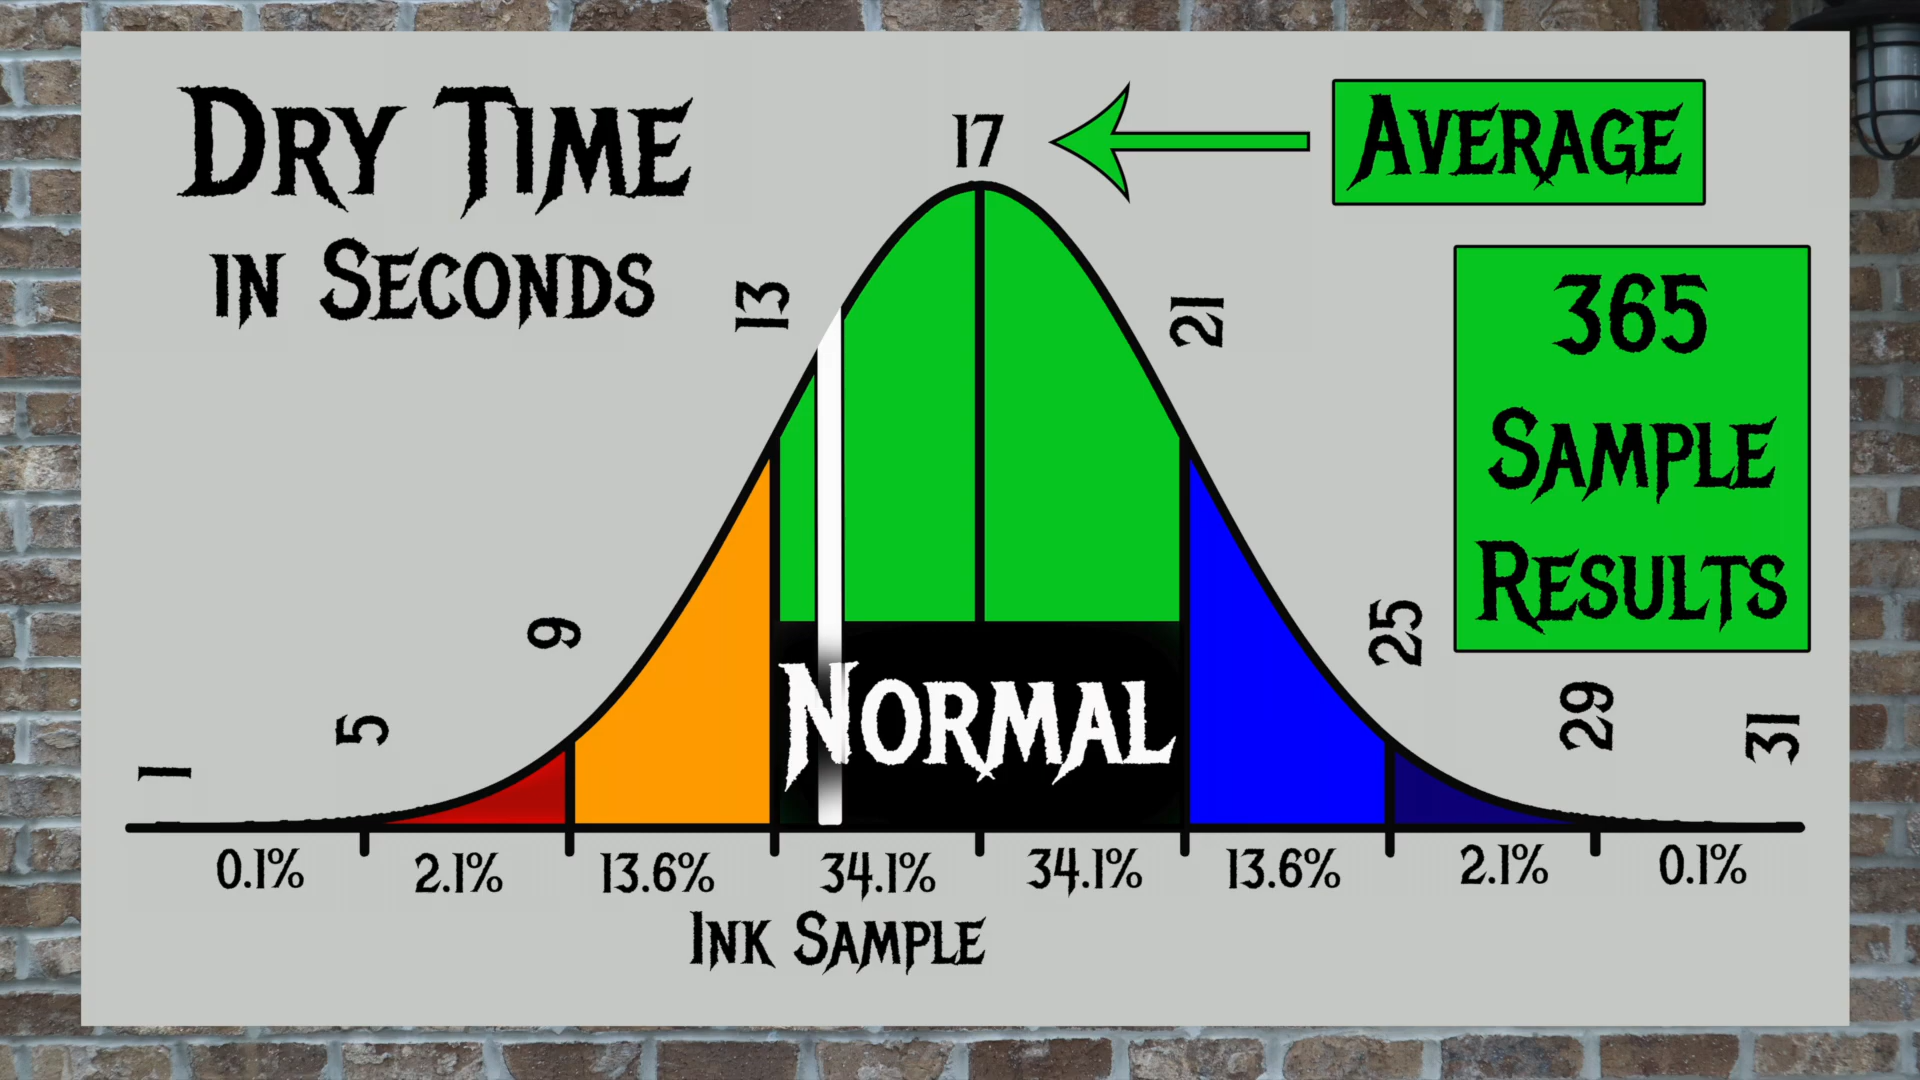 Dry Time
in Seconds
17
Average
365
Sample
Results
13
21
9
25
5
29
1
31
Normal
0.1% 2.1% 13.6% 34.1% 34.1% 13.6% 2.1% 0.1%
Ink Sample